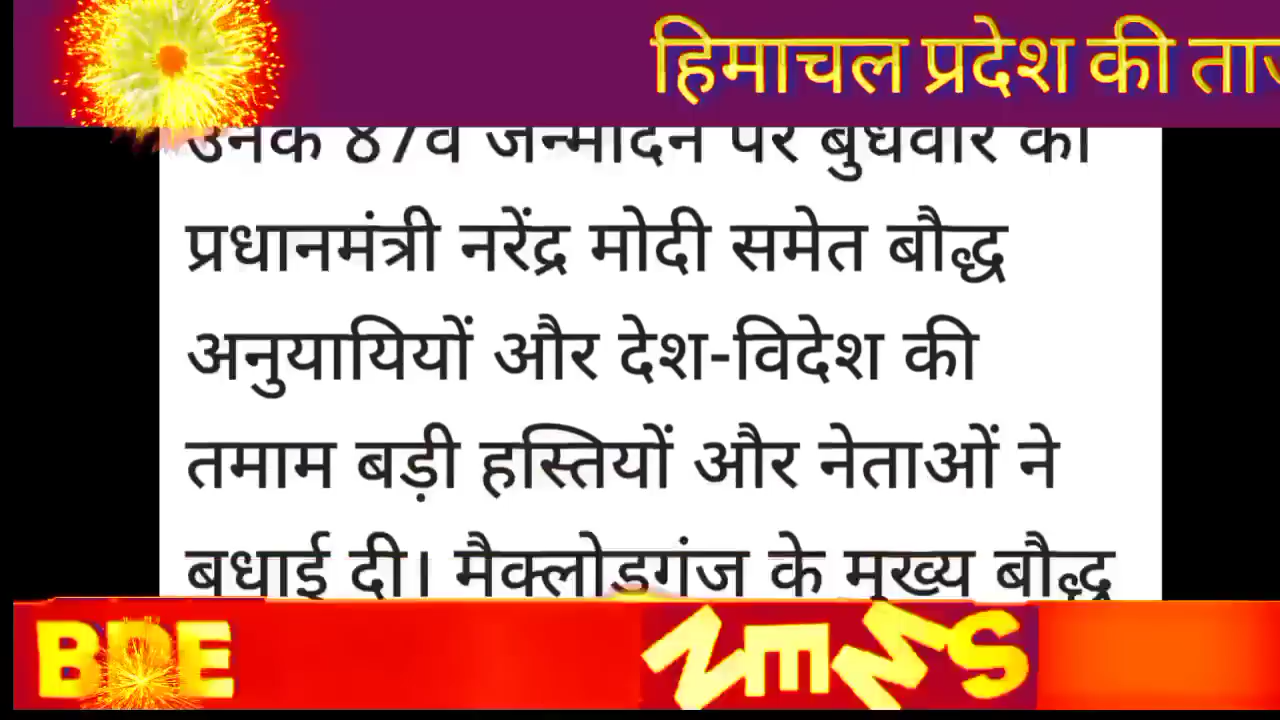 हिमाचल प्रदेश की
उनके 87वें जन्मदिन पर बुधवार को
प्रधानमंत्री नरेंद्र मोदी समेत बौद्ध
अनुयायियों और देश-विदेश की
तमाम बड़ी हस्तियों और नेताओं ने
बधाई दी। मैक्लोडगंज के मुख्य बौद्ध
NEWS